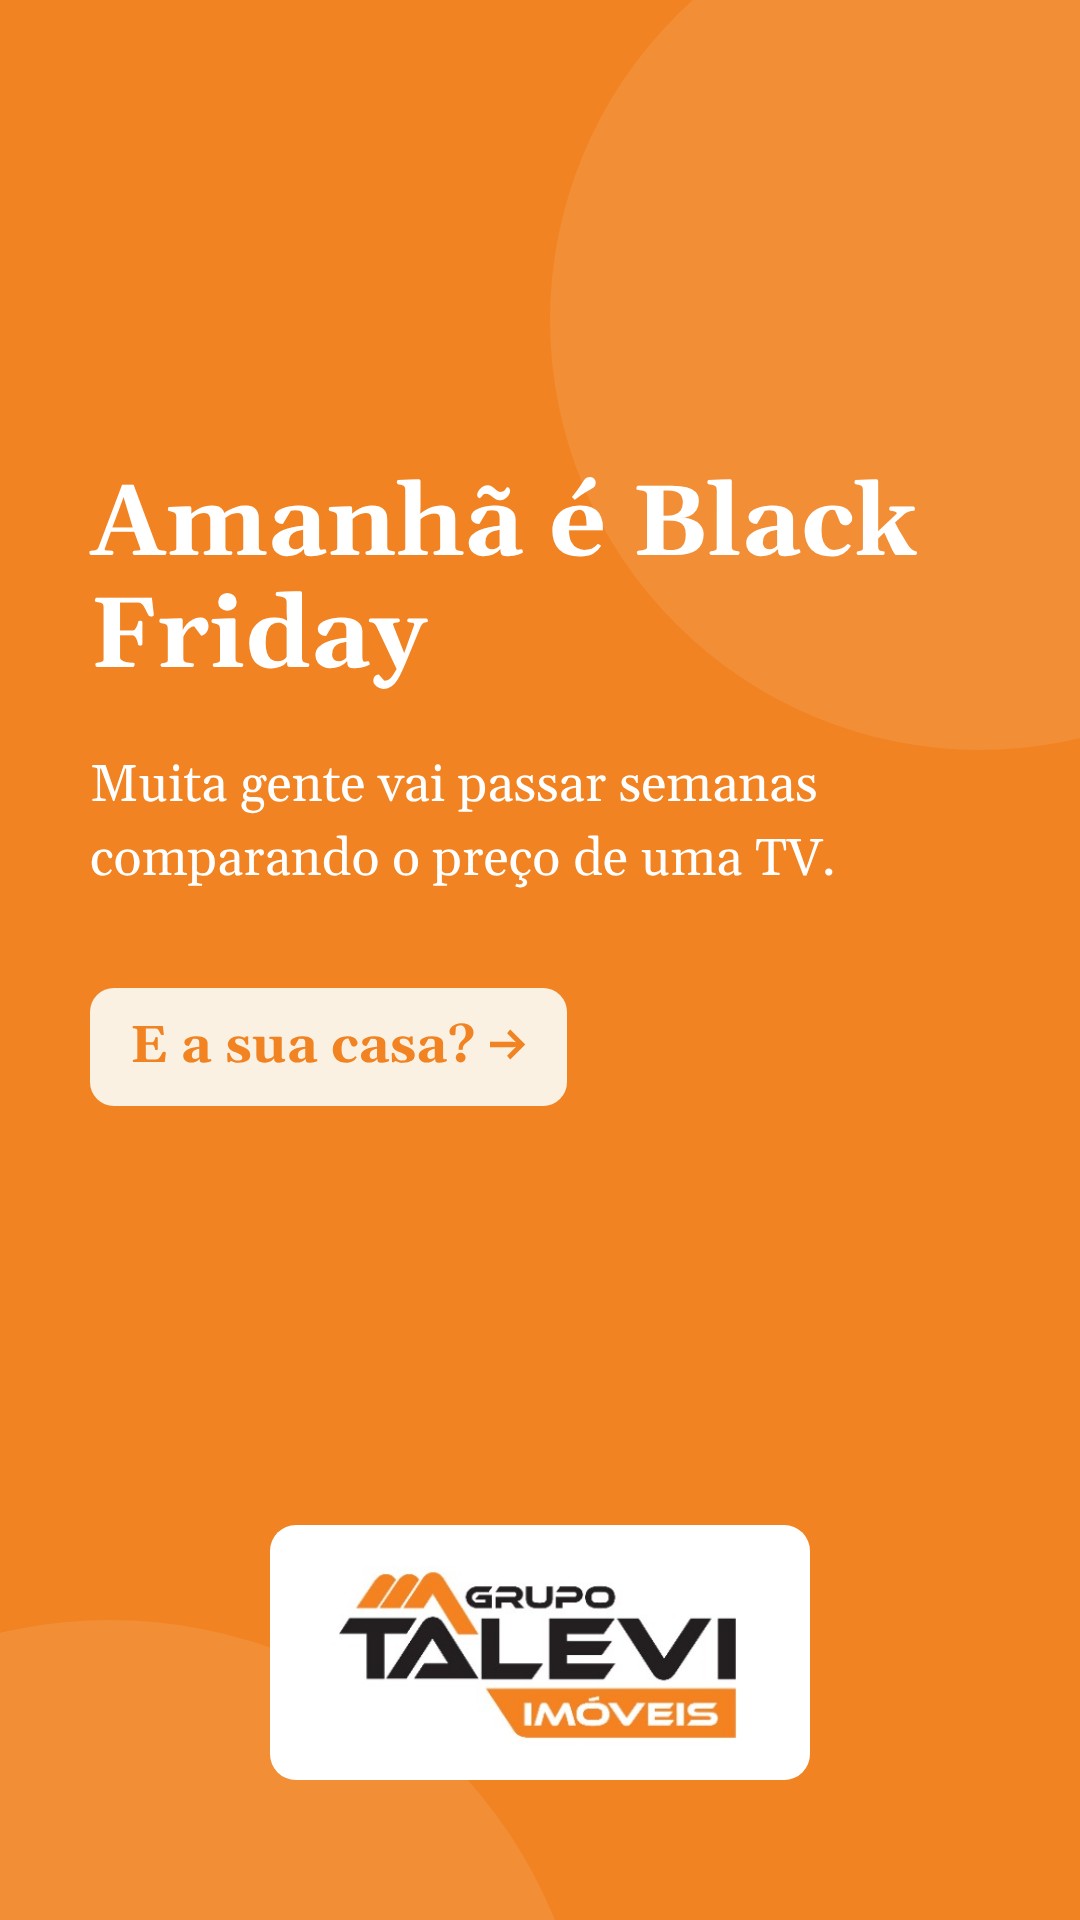 Amanhã é Black
Friday
Muita gente vai passar semanas
comparando o preço de uma TV.
E a sua casa? →
GRUPO
TALEVI
IMÓVEIS